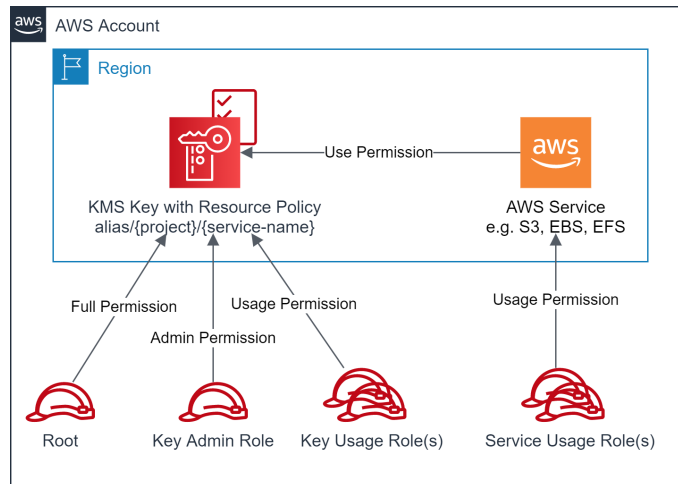 aws
AWS Account
Region
aws
Use Permission
KMS Key with Resource Policy
alias/{project}/{service-name}
AWS Service
e.g. S3, EBS, EFS
Full Permission
Usage Permission
Usage Permission
Admin Permission
Root
Key Admin Role
Key Usage Role(s)
Service Usage Role(s)